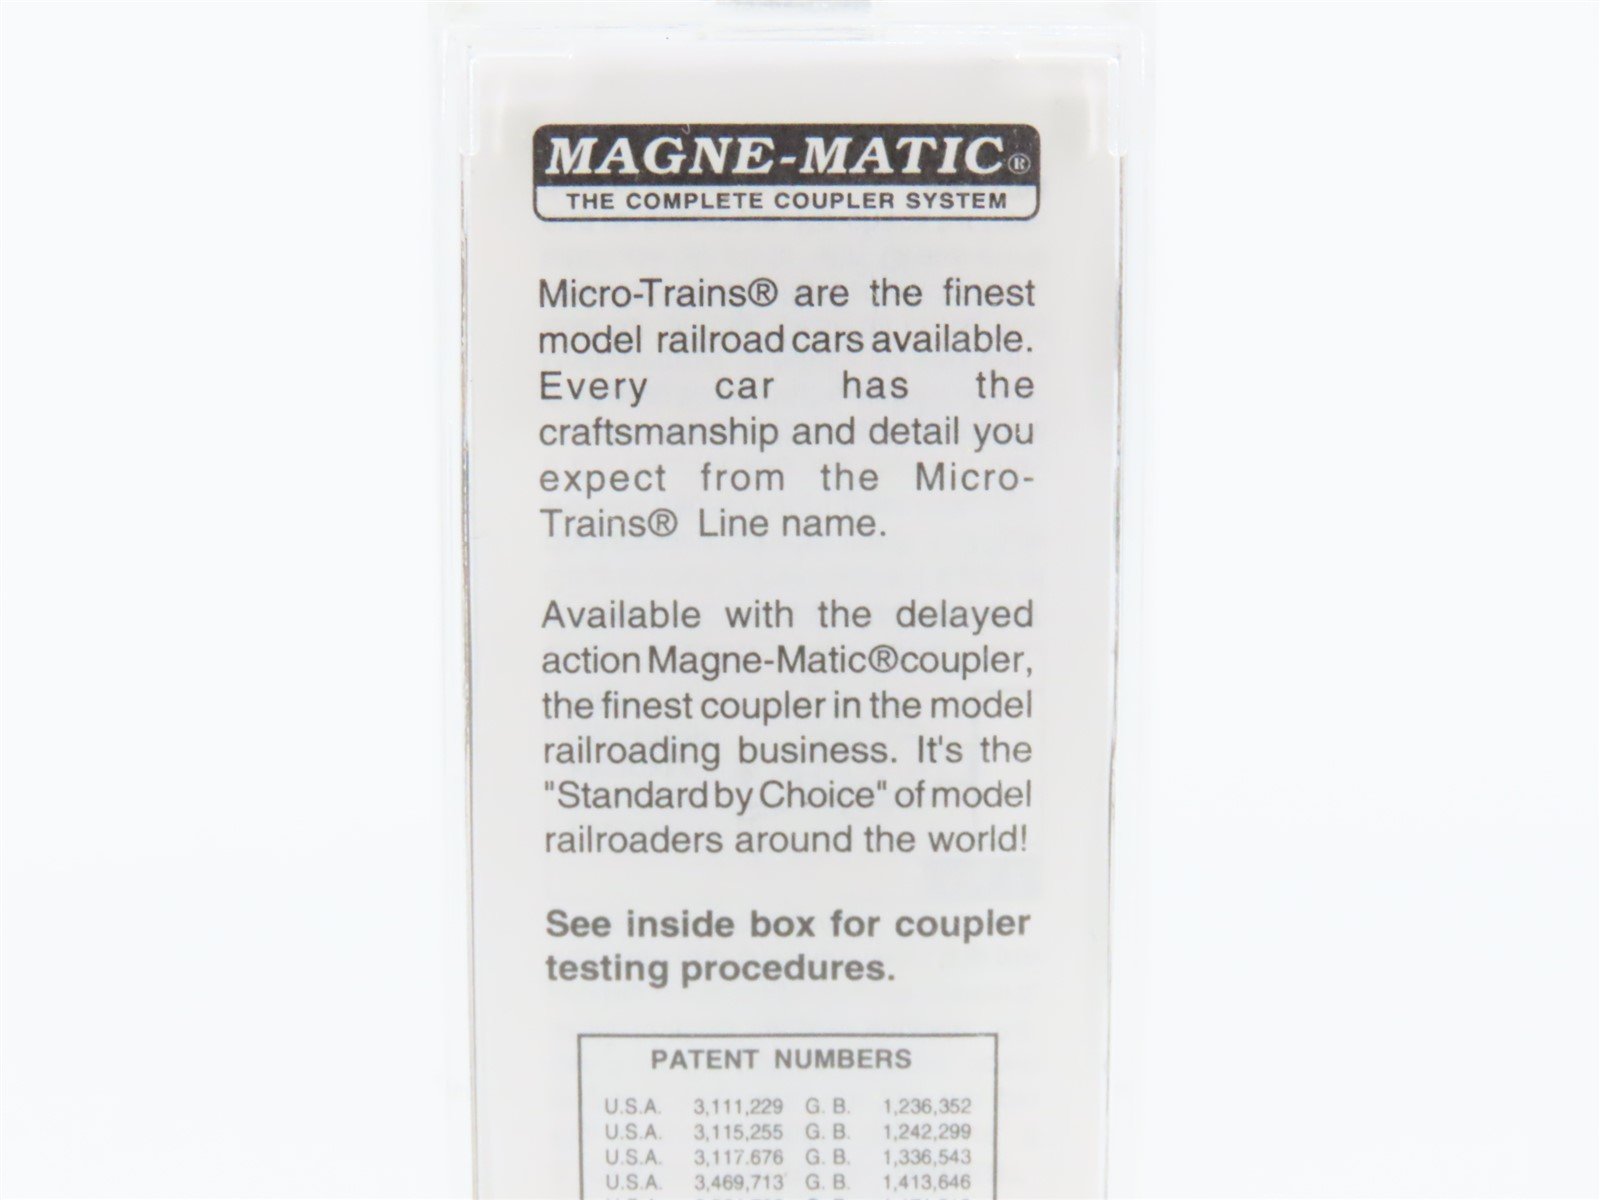 MAGNE-MATIC®
THE COMPLETE COUPLER SYSTEM
Micro-Trains® are the finest
model railroad cars available.
Every car has the
craftsmanship and detail you
expect from the Micro-
Trains® Line name.
Available with the delayed
action Magne-Matic®coupler,
the finest coupler in the model
railroading business. It's the
"Standard by Choice" of model
railroaders around the world!
See inside box for coupler
testing procedures.
PATENT NUMBERS
U.S.A. 3,111,229 G. B. 1,236,352
U.S.A. 3,115,255 G. B. 1,242,299
U.S.A. 3,117.676 G. B. 1,336,543
U.S.A. 3,469,713 G. B. 1,413,646